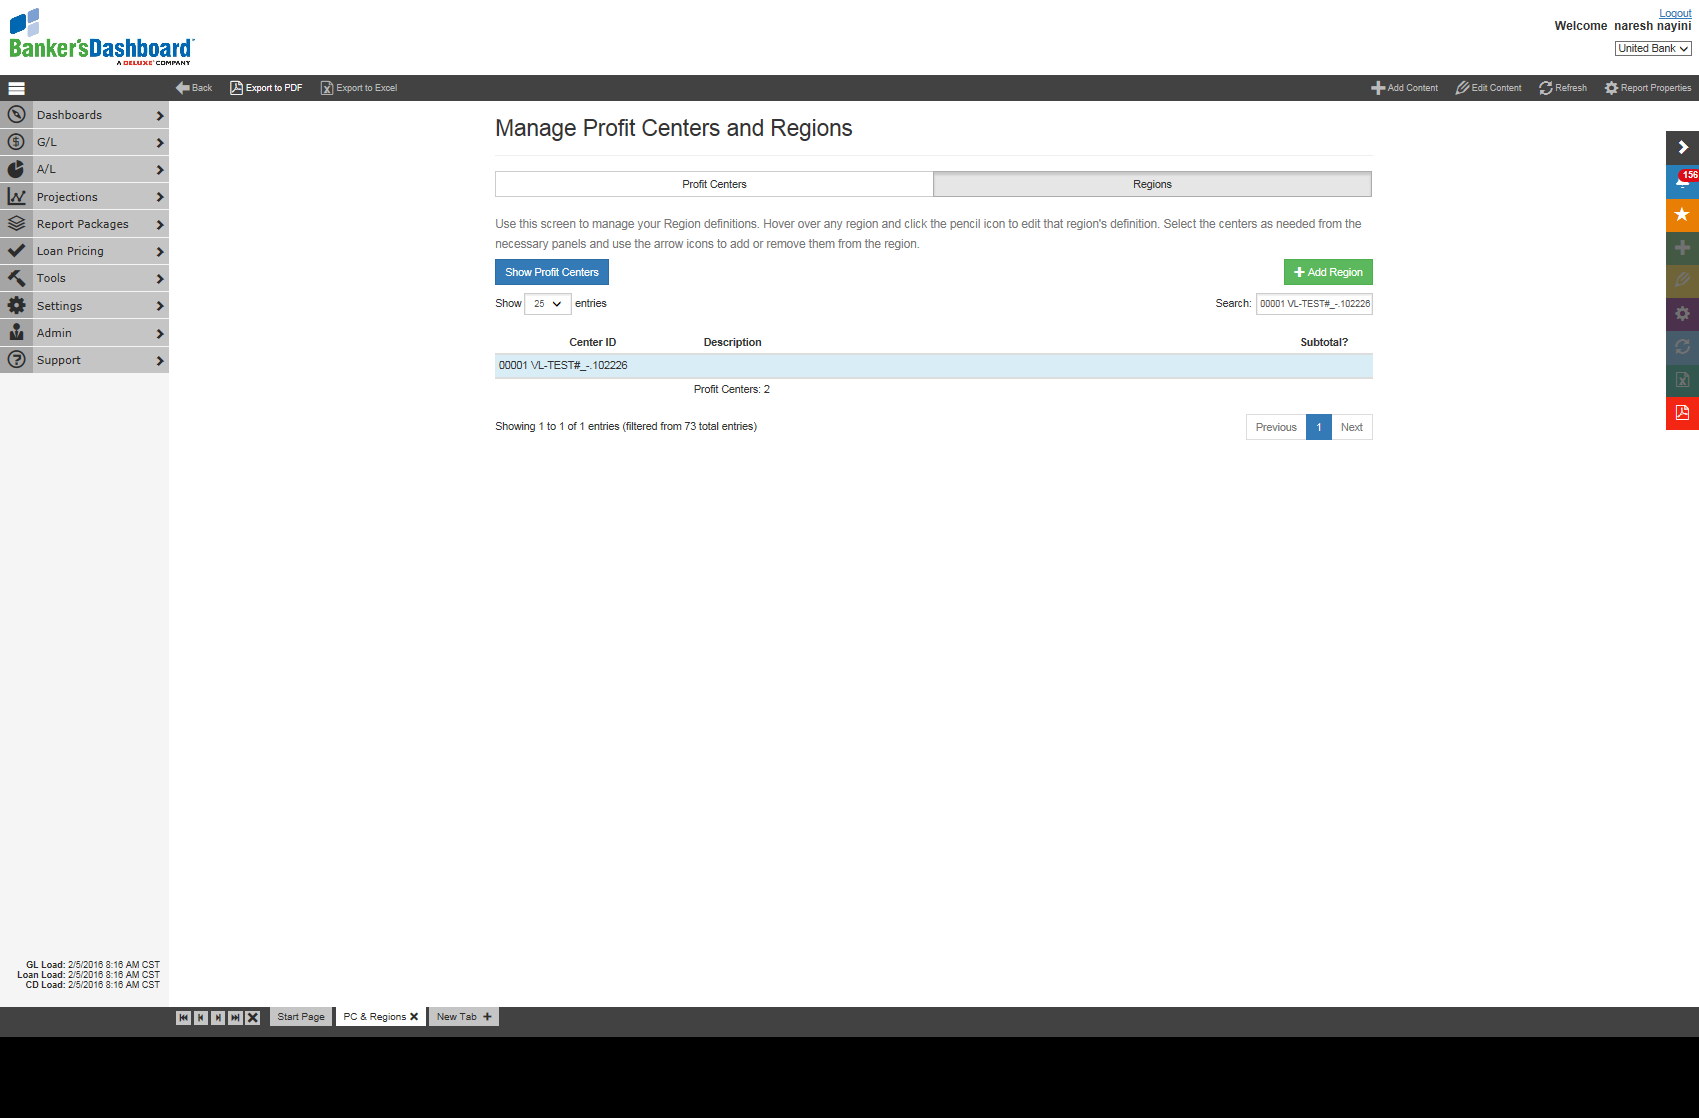 Banker'sDashboard
A DELUXE COMPANY
Logout
Welcome naresh nayini
United Bank
Back
Export to PDF
Export to Excel
Add Content
Edit Content
Refresh
Report Properties
Dashboards
G/L
A/L
Projections
Report Packages
Loan Pricing
Tools
Settings
Admin
Support
Manage Profit Centers and Regions
Profit Centers
Regions
Use this screen to manage your Region definitions. Hover over any region and click the pencil icon to edit that region's definition. Select the centers as needed from the
necessary panels and use the arrow icons to add or remove them from the region.
Show Profit Centers
Add Region
Show 25 entries
Search: 00001 VL-TEST#_-.102226
Center ID Description Subtotal?
00001 VL-TEST#_-.102226
Profit Centers: 2
Showing 1 to 1 of 1 entries (filtered from 73 total entries)
Previous 1 Next
156
GL Load: 2/5/2016 8:16 AM CST
Loan Load: 2/5/2016 8:16 AM CST
CD Load: 2/5/2016 8:16 AM CST
Start Page
PC & Regions
New Tab